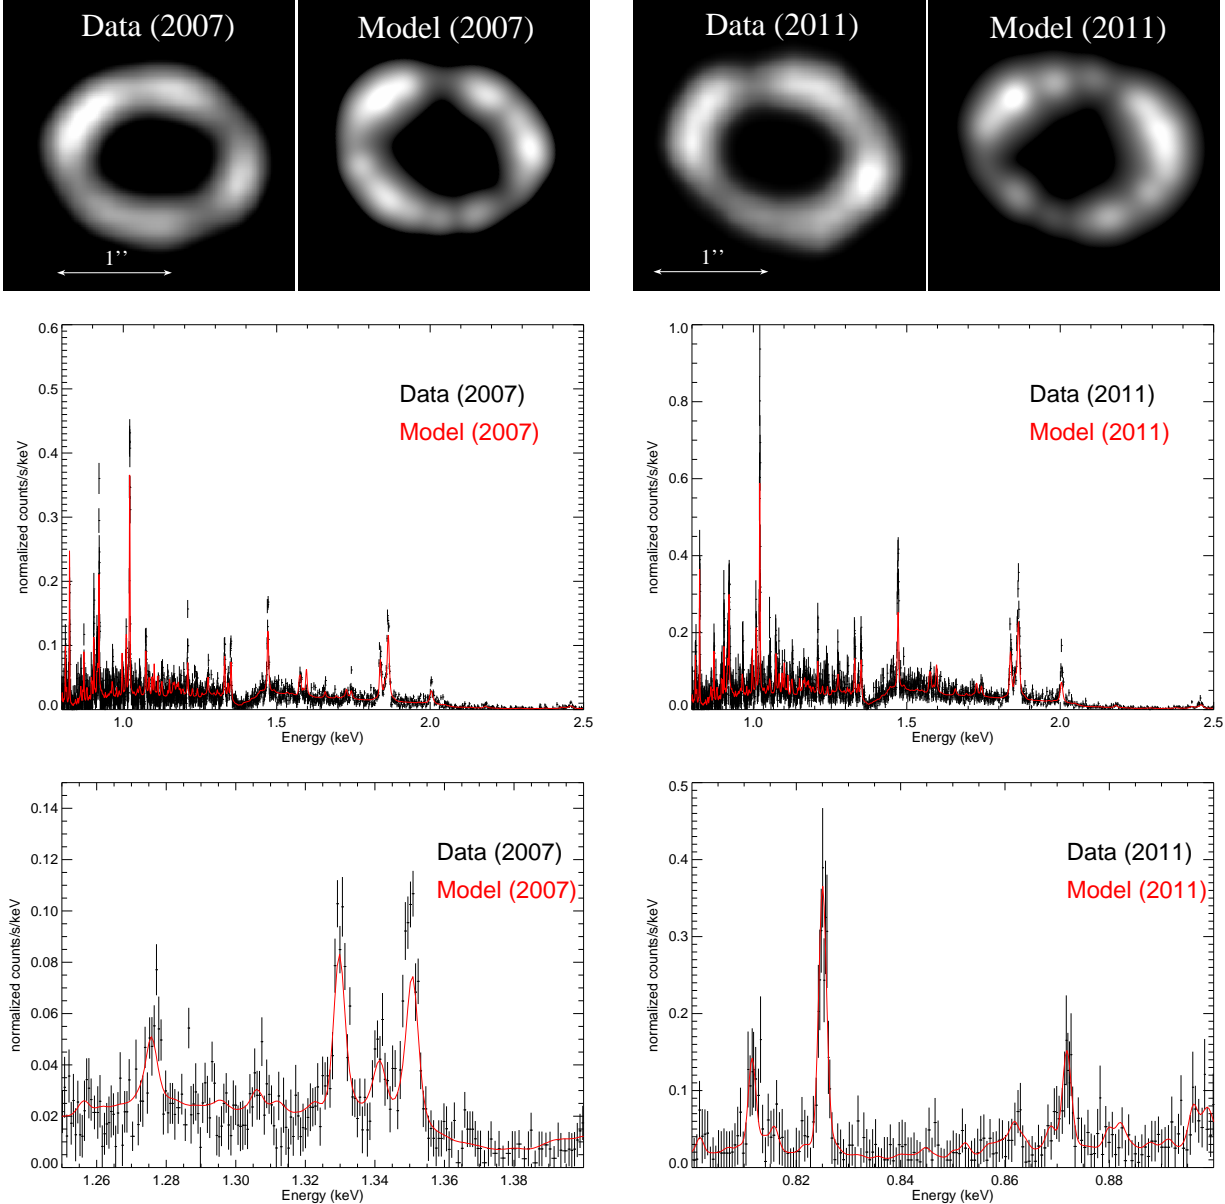 Data (2007)
Model (2007)
Data (2011)
Model (2011)
1’’
1’’
0.6
0.5
0.4
0.3
0.2
0.1
0.0
normalized counts/s/keV
Data (2007)
Model (2007)
1.0
1.5
2.0
2.5
Energy (keV)
1.0
0.8
0.6
0.4
0.2
0.0
normalized counts/s/keV
Data (2011)
Model (2011)
1.0
1.5
2.0
2.5
Energy (keV)
0.14
0.12
0.10
0.08
0.06
0.04
0.02
0.00
normalized counts/s/keV
Data (2007)
Model (2007)
1.26
1.28
1.30
1.32
1.34
1.36
1.38
Energy (keV)
0.5
0.4
0.3
0.2
0.1
0.0
normalized counts/s/keV
Data (2011)
Model (2011)
0.82
0.84
0.86
0.88
Energy (keV)